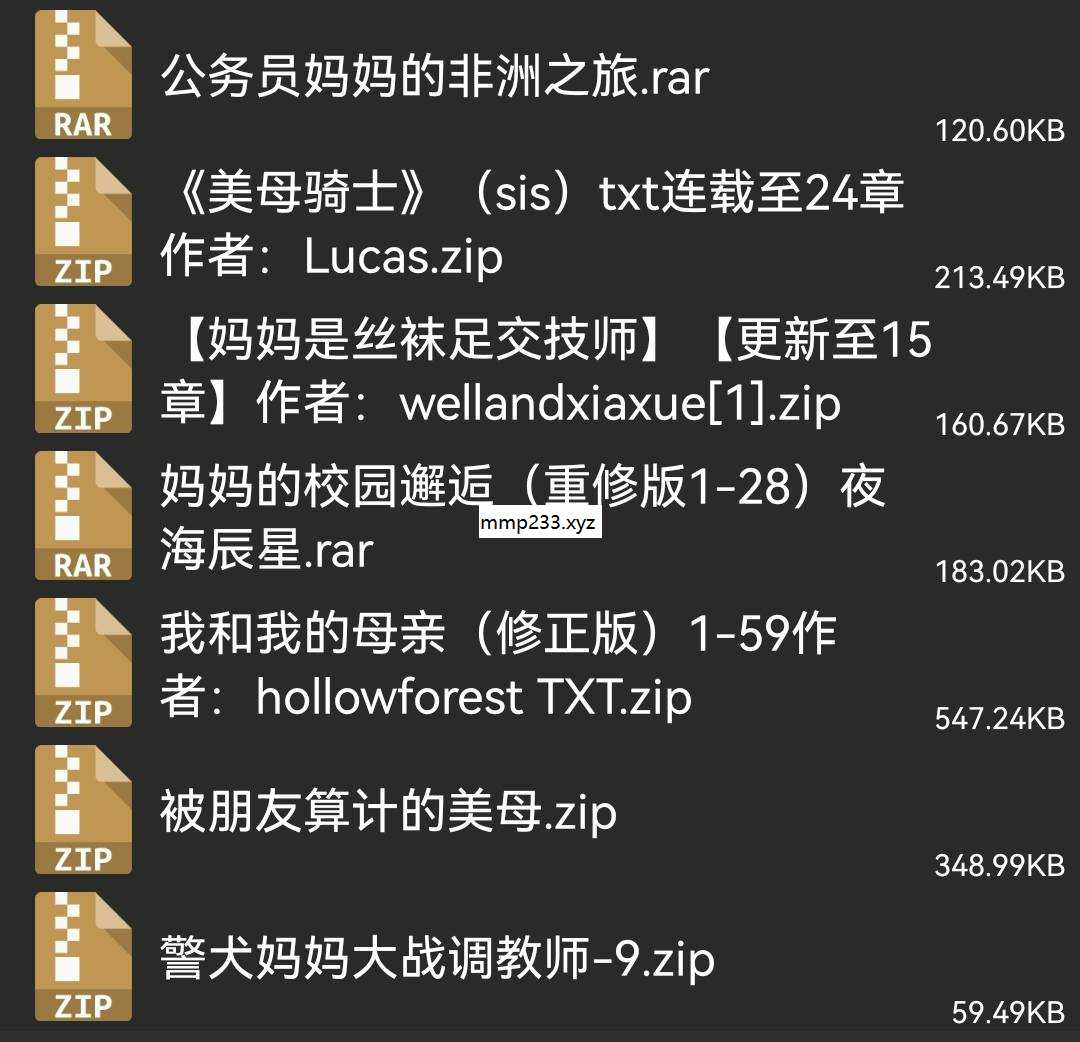 RAR
公务员妈妈的非洲之旅.rar
120.60KB
ZIP
《美母骑士》（sis）txt连载至24章
作者：Lucas.zip
213.49KB
ZIP
【妈妈是丝袜足交技师】【更新至15
章】作者：wellandxiaxue[1].zip
160.67KB
RAR
妈妈的校园邂逅（重修版1-28）夜
mmp233.xyz
海辰星.rar
183.02KB
ZIP
我和我的母亲（修正版）1-59作
者：hollowforest TXT.zip
547.24KB
ZIP
被朋友算计的美母.zip
348.99KB
ZIP
警犬妈妈大战调教师-9.zip
59.49KB